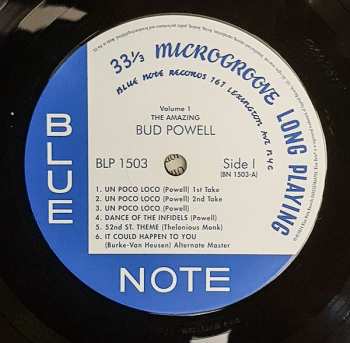 33 1/3 MICROGROOVE LONG PLAYING
BLUE NOTE RECORDS 767 LEXINGTON AVE NYC
Volume 1
THE AMAZING
BUD POWELL
BLP 1503
Side I
(BN 1503-A)
1. UN POCO LOCO (Powell) 1st Take
2. UN POCO LOCO (Powell) 2nd Take
3. UN POCO LOCO (Powell)
4. DANCE OF THE INFIDELS (Powell)
5. 52nd ST. THEME (Thelonious Monk)
6. IT COULD HAPPEN TO YOU
(Burke-Van Heusen) Alternate Master
BLUE
NOTE